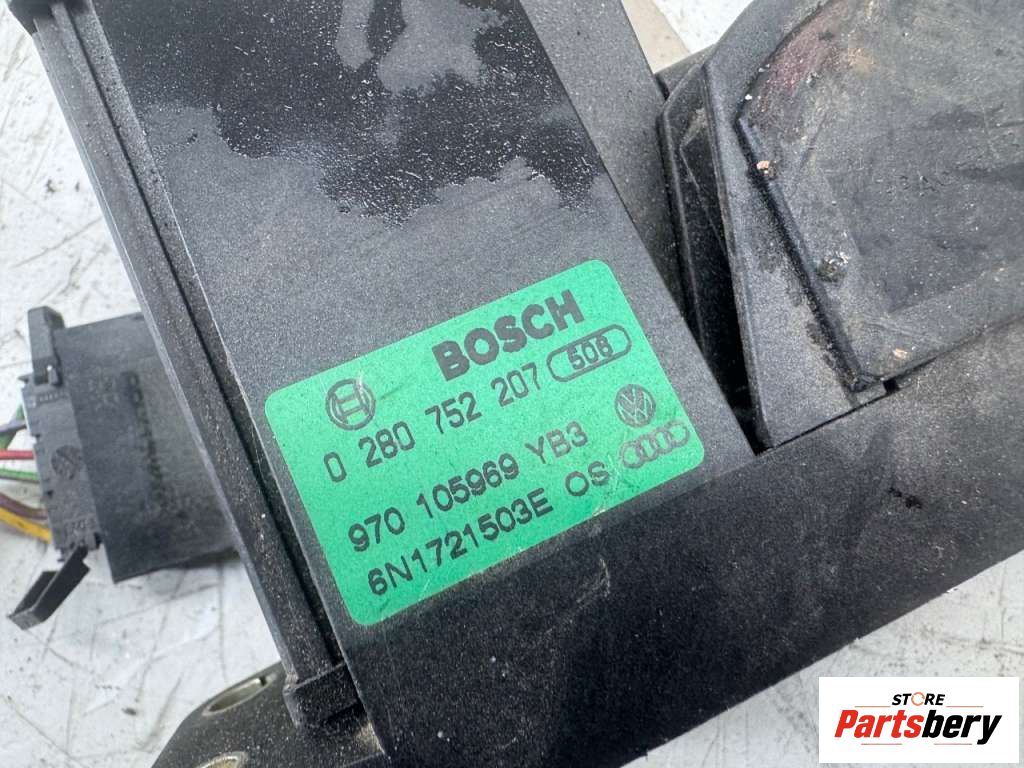 BOSCH
0 280 752 207 508
970 105969 YB3
6N1721503E OS
STORE
Partsbery